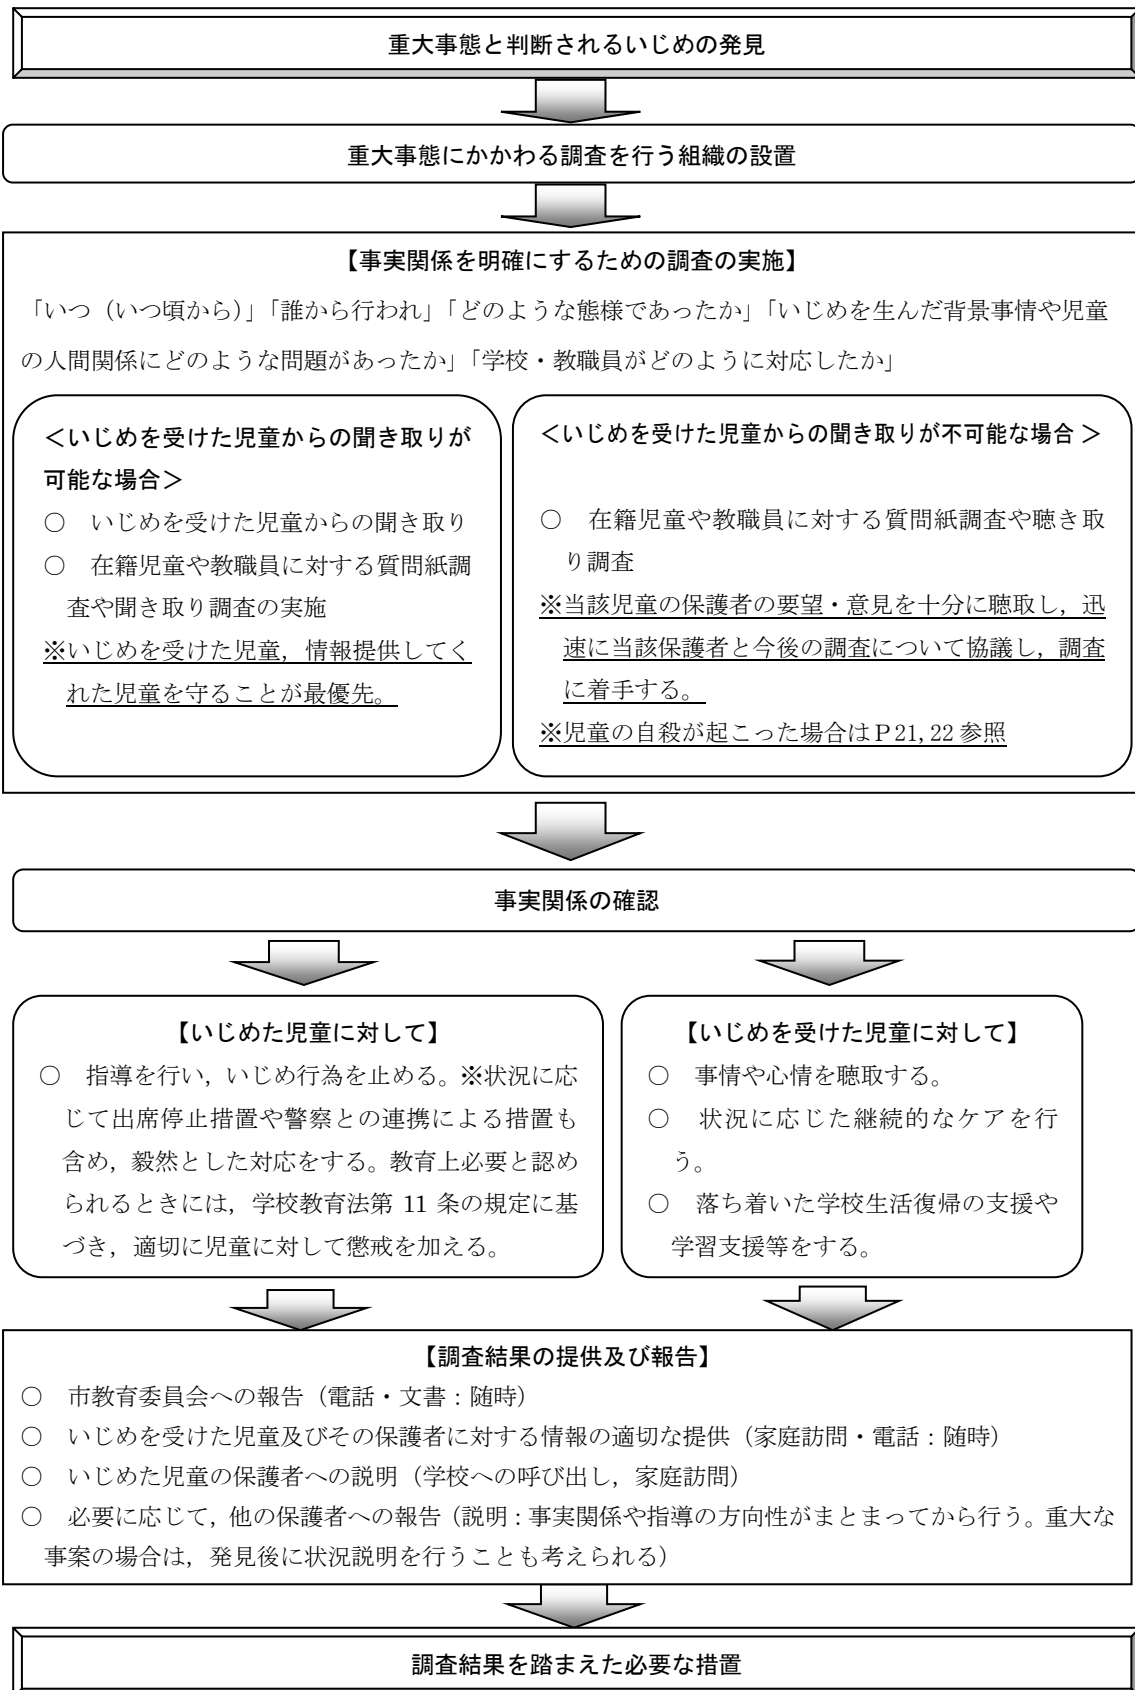 重大事態と判断されるいじめの発見
重大事態にかかわる調査を行う組織の設置
【事実関係を明確にするための調査の実施】
「いつ（いつ頃から）」「誰から行われ」「どのような態様であったか」「いじめを生んだ背景事情や児童
の人間関係にどのような問題があったか」「学校・教職員がどのように対応したか」
＜いじめを受けた児童からの聞き取りが
可能な場合＞
○　いじめを受けた児童からの聞き取り
○　在籍児童や教職員に対する質問紙調
査や聞き取り調査の実施
※いじめを受けた児童，情報提供してく
れた児童を守ることが最優先。
＜いじめを受けた児童からの聞き取りが不可能な場合 ＞
○　在籍児童や教職員に対する質問紙調査や聴き取
り調査
※当該児童の保護者の要望・意見を十分に聴取し，迅
速に当該保護者と今後の調査について協議し，調査
に着手する。
※児童の自殺が起こった場合はＰ21, 22 参照
事実関係の確認
【いじめた児童に対して】
○　指導を行い，いじめ行為を止める。※状況に応
じて出席停止措置や警察との連携による措置も
含め，毅然とした対応をする。教育上必要と認め
られるときには，学校教育法第 11 条の規定に基
づき，適切に児童に対して懲戒を加える。
【いじめを受けた児童に対して】
○　事情や心情を聴取する。
○　状況に応じた継続的なケアを行
う。
○　落ち着いた学校生活復帰の支援や
学習支援等をする。
【調査結果の提供及び報告】
○　市教育委員会への報告（電話・文書：随時）
○　いじめを受けた児童及びその保護者に対する情報の適切な提供（家庭訪問・電話：随時）
○　いじめた児童の保護者への説明（学校への呼び出し，家庭訪問）
○　必要に応じて，他の保護者への報告（説明：事実関係や指導の方向性がまとまってから行う。重大な
事案の場合は，発見後に状況説明を行うことも考えられる）
調査結果を踏まえた必要な措置